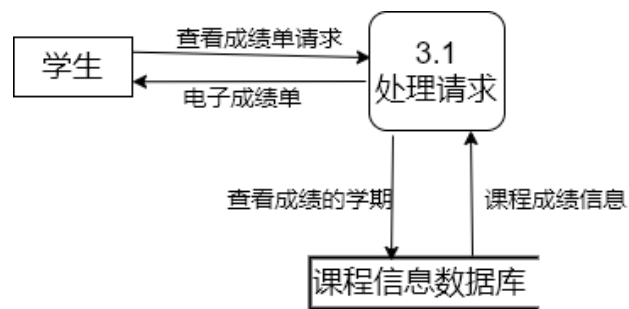 查看成绩单请求
3.1
学生
处理请求
电子成绩单
查看成绩的学期
课程成绩信息
课程信息数据库